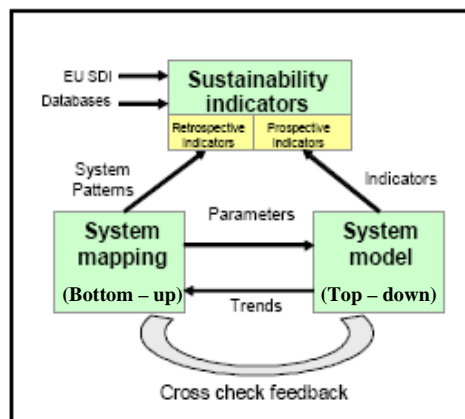 EU SDI
Databases
Sustainability
indicators
Retrospective
Indicators
Prospective
Indicators
System
Patterns
Indicators
Parameters
System
mapping
(Bottom – up)
System
model
(Top – down)
Trends
Cross check feedback